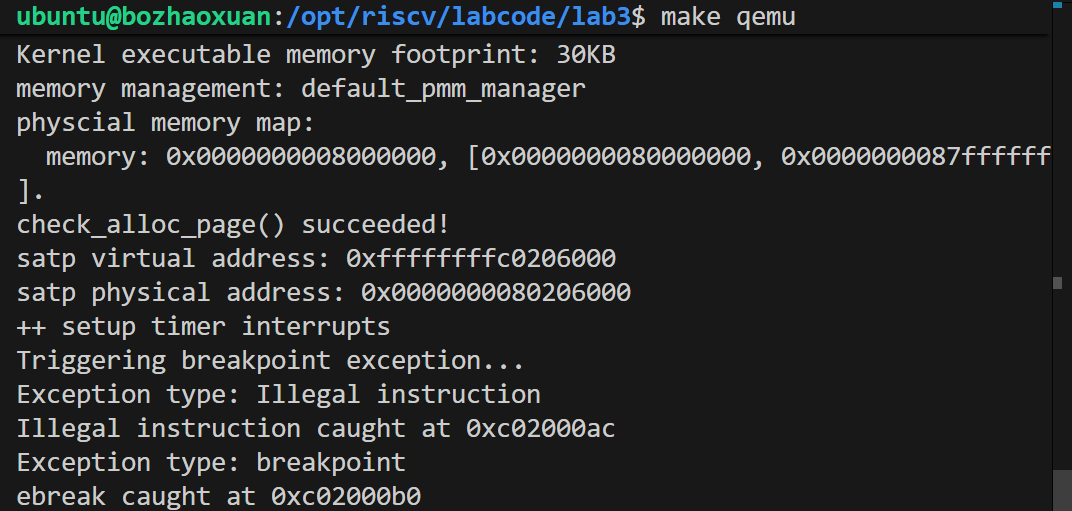 ubuntu@bozhaoxuan:/opt/riscv/labcode/lab3$ make qemu
Kernel executable memory footprint: 30KB
memory management: default_pmm_manager
physcial memory map:
  memory: 0x0000000008000000, [0x0000000080000000, 0x0000000087ffffff
].
check_alloc_page() succeeded!
satp virtual address: 0xffffffffc0206000
satp physical address: 0x0000000080206000
++ setup timer interrupts
Triggering breakpoint exception...
Exception type: Illegal instruction
Illegal instruction caught at 0xc02000ac
Exception type: breakpoint
ebreak caught at 0xc02000b0